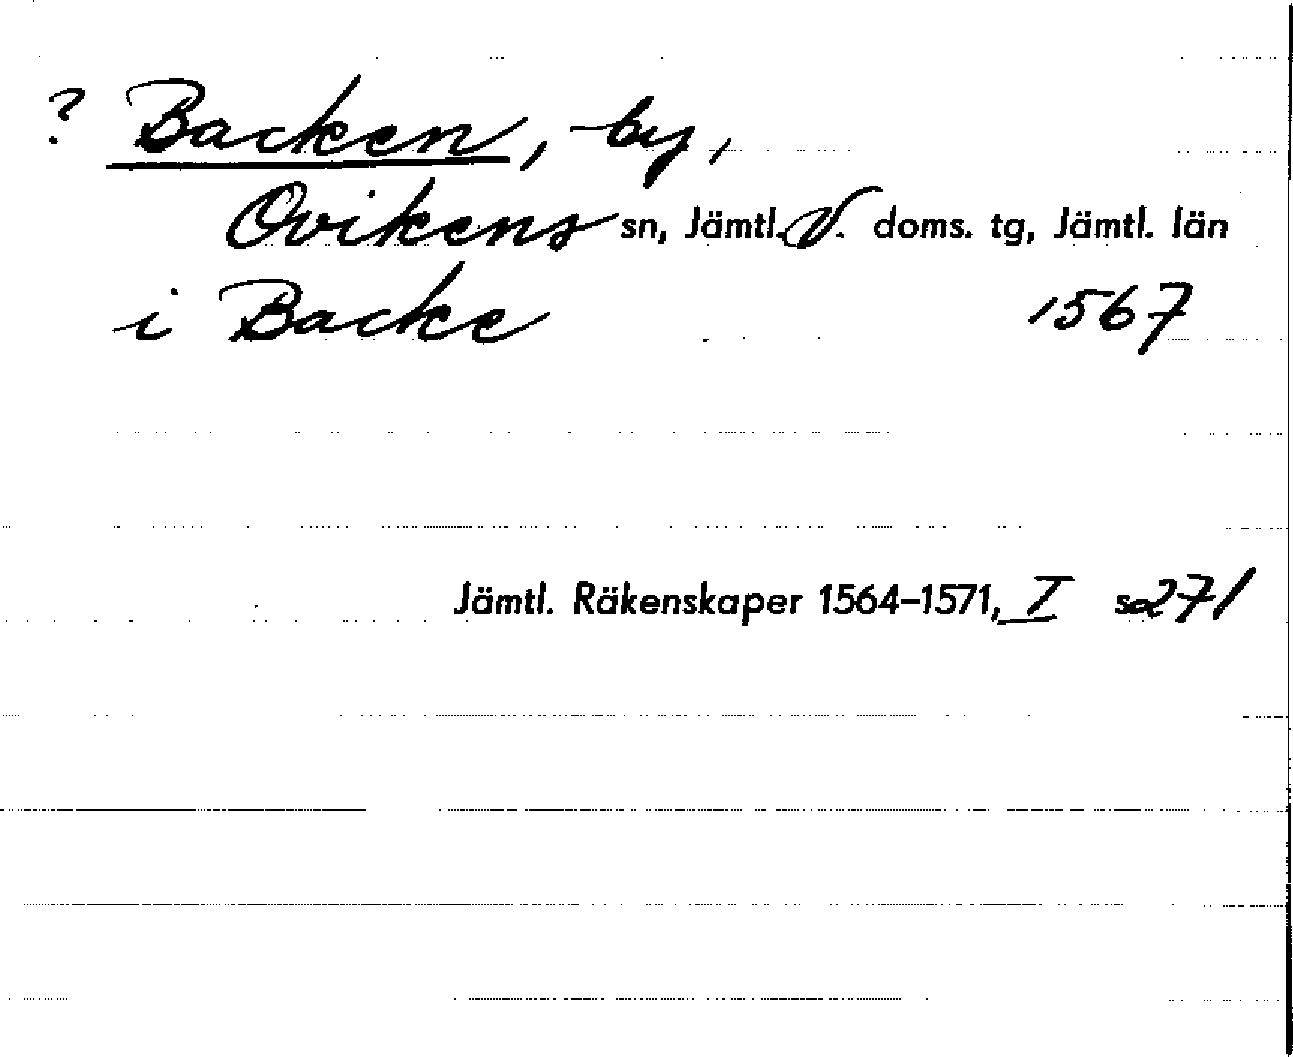 ? Backen, by,
Ovikens sn, Jämtl. V. doms. tg, Jämtl. län
i Backe 1567
Jämtl. Räkenskaper 1564–1571, I s 271